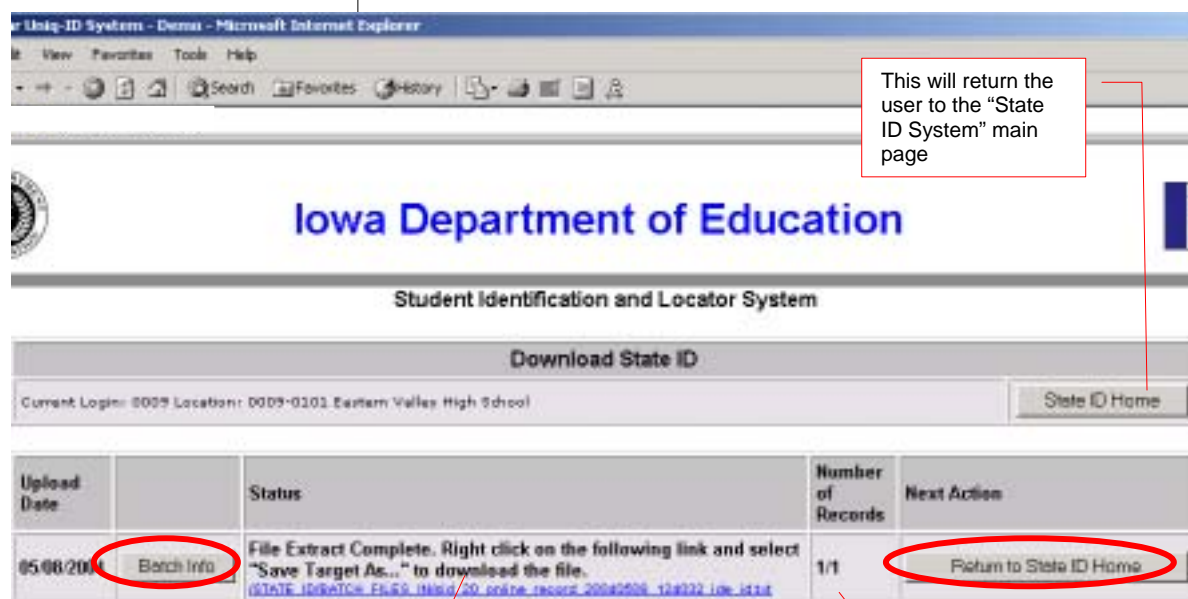 r Uniq-ID System - Demo - Microsoft Internet Explorer
View Favorites Tools Help
Search Favorites History
This will return the
user to the “State
ID System” main
page
Iowa Department of Education
Student Identification and Locator System
Download State ID
Current Login: 0009 Location: 0009-0101 Eastern Valley High School
State ID Home
Upload
Date
Status
Number
of
Records
Next Action
05/08/2004
Batch Info
File Extract Complete. Right click on the following link and select
"Save Target As..." to download the file.
1/1
Return to State ID Home